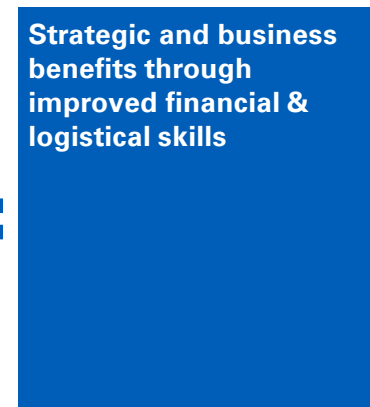 Strategic and business
benefits through
improved financial &
logistical skills